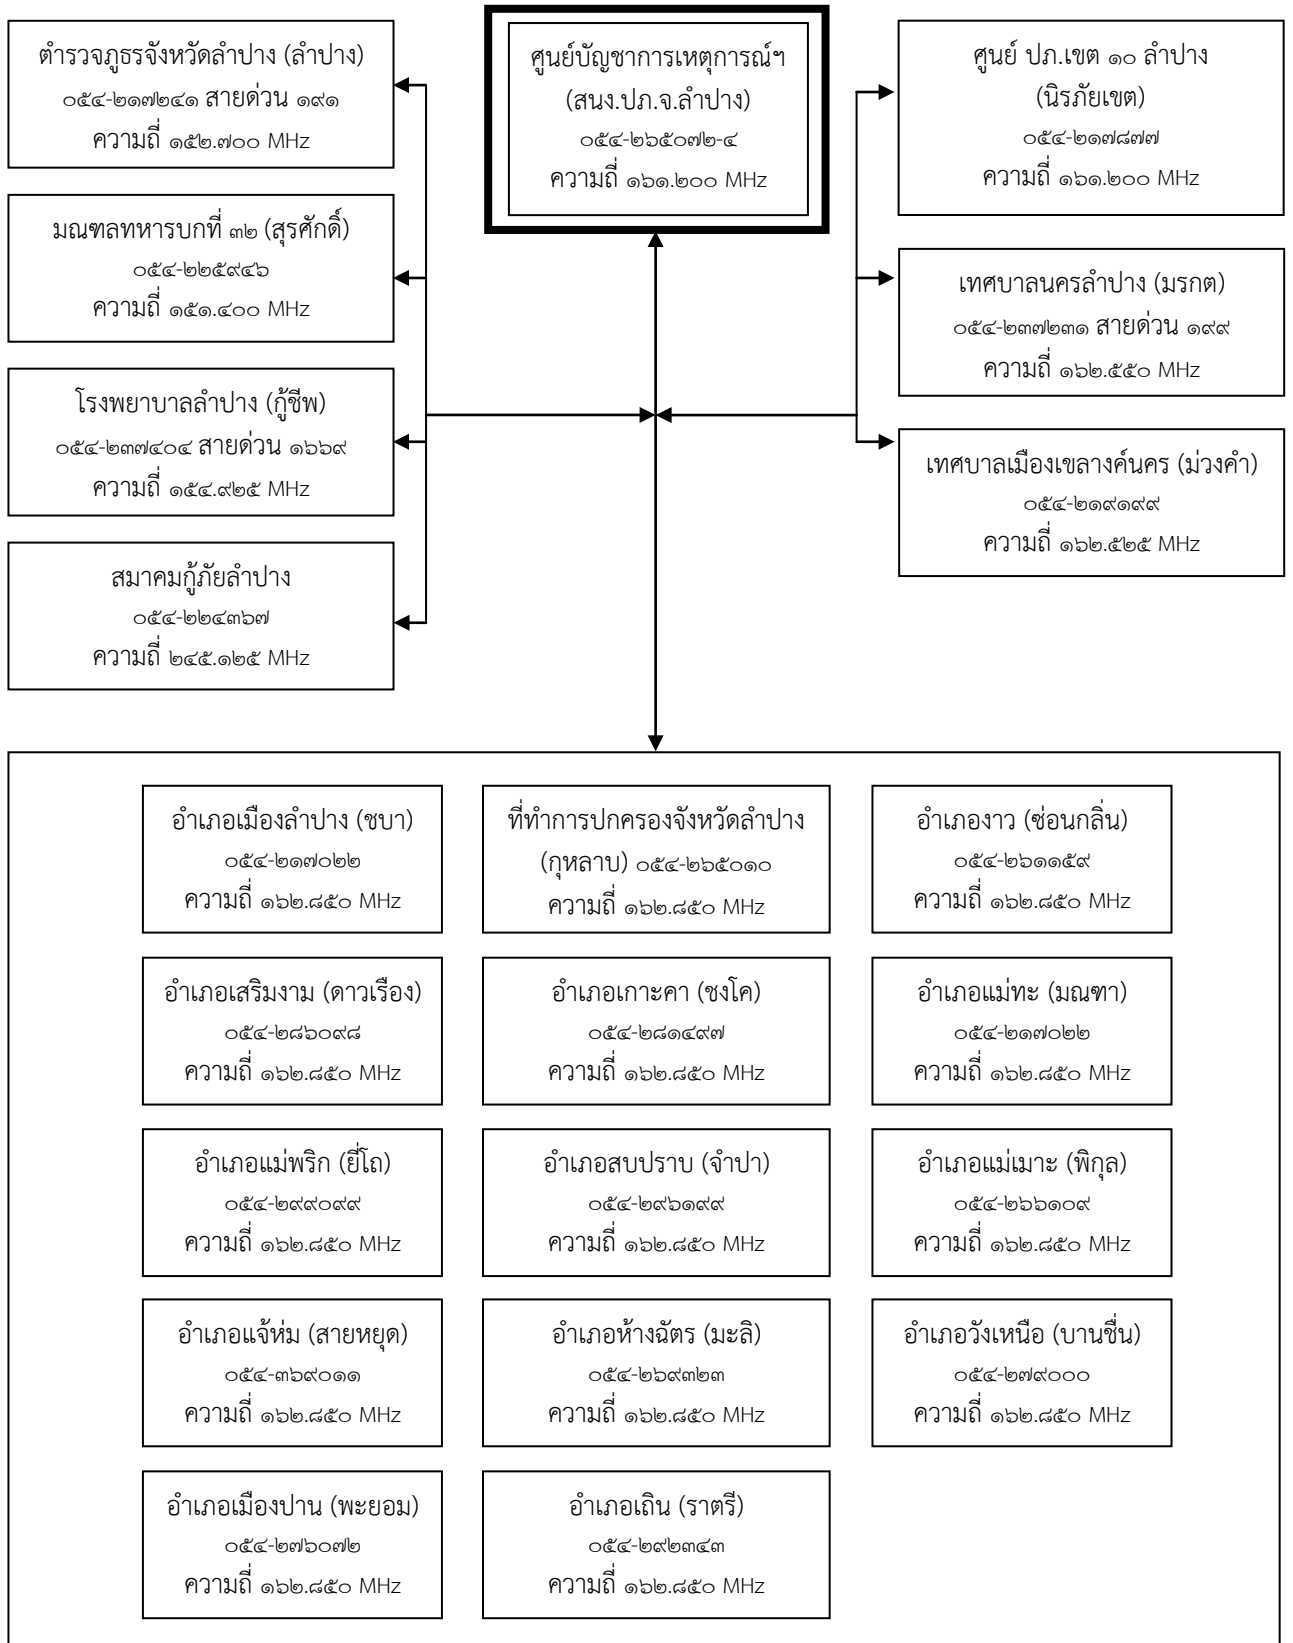 ตำรวจภูธรจังหวัดลำปาง (ลำปาง)
๐๕๔-๒๑๗๒๔๑ สายด่วน ๑๙๑
ความถี่ ๑๕๒.๗๐๐ MHz
ศูนย์บัญชาการเหตุการณ์ฯ
(สนง.ปภ.จ.ลำปาง)
๐๕๔-๒๖๕๐๗๒-๔
ความถี่ ๑๖๑.๒๐๐ MHz
ศูนย์ ปภ.เขต ๑๐ ลำปาง
(นิรภัยเขต)
๐๕๔-๒๑๗๘๗๗
ความถี่ ๑๖๑.๒๐๐ MHz
มณฑลทหารบกที่ ๓๒ (สุรศักดิ์)
๐๕๔-๒๒๕๙๔๖
ความถี่ ๑๕๑.๔๐๐ MHz
เทศบาลนครลำปาง (มรกต)
๐๕๔-๒๓๗๒๓๑ สายด่วน ๑๙๙
ความถี่ ๑๖๒.๕๕๐ MHz
โรงพยาบาลลำปาง (กู้ชีพ)
๐๕๔-๒๓๗๔๐๔ สายด่วน ๑๖๖๙
ความถี่ ๑๕๔.๙๒๕ MHz
เทศบาลเมืองเขลางค์นคร (ม่วงคำ)
๐๕๔-๒๑๙๑๙๙
ความถี่ ๑๖๒.๕๒๕ MHz
สมาคมกู้ภัยลำปาง
๐๕๔-๒๒๔๓๖๗
ความถี่ ๒๔๕.๑๒๕ MHz
อำเภอเมืองลำปาง (ชบา)
๐๕๔-๒๑๗๐๒๒
ความถี่ ๑๖๒.๘๕๐ MHz
ที่ทำการปกครองจังหวัดลำปาง
(กุหลาบ) ๐๕๔-๒๖๕๐๑๐
ความถี่ ๑๖๒.๘๕๐ MHz
อำเภองาว (ซ่อนกลิ่น)
๐๕๔-๒๖๑๑๕๙
ความถี่ ๑๖๒.๘๕๐ MHz
อำเภอเสริมงาม (ดาวเรือง)
๐๕๔-๒๘๖๐๙๘
ความถี่ ๑๖๒.๘๕๐ MHz
อำเภอเกาะคา (ชงโค)
๐๕๔-๒๘๑๔๙๗
ความถี่ ๑๖๒.๘๕๐ MHz
อำเภอแม่ทะ (มณฑา)
๐๕๔-๒๑๗๐๒๒
ความถี่ ๑๖๒.๘๕๐ MHz
อำเภอแม่พริก (ยี่โถ)
๐๕๔-๒๙๙๐๙๙
ความถี่ ๑๖๒.๘๕๐ MHz
อำเภอสบปราบ (จำปา)
๐๕๔-๒๙๖๑๙๙
ความถี่ ๑๖๒.๘๕๐ MHz
อำเภอแม่เมาะ (พิกุล)
๐๕๔-๒๖๖๑๐๙
ความถี่ ๑๖๒.๘๕๐ MHz
อำเภอแจ้ห่ม (สายหยุด)
๐๕๔-๓๖๙๐๑๑
ความถี่ ๑๖๒.๘๕๐ MHz
อำเภอห้างฉัตร (มะลิ)
๐๕๔-๒๖๙๓๒๓
ความถี่ ๑๖๒.๘๕๐ MHz
อำเภอวังเหนือ (บานชื่น)
๐๕๔-๒๗๙๐๐๐
ความถี่ ๑๖๒.๘๕๐ MHz
อำเภอเมืองปาน (พะยอม)
๐๕๔-๒๗๖๐๗๒
ความถี่ ๑๖๒.๘๕๐ MHz
อำเภอเถิน (ราตรี)
๐๕๔-๒๙๒๓๔๓
ความถี่ ๑๖๒.๘๕๐ MHz